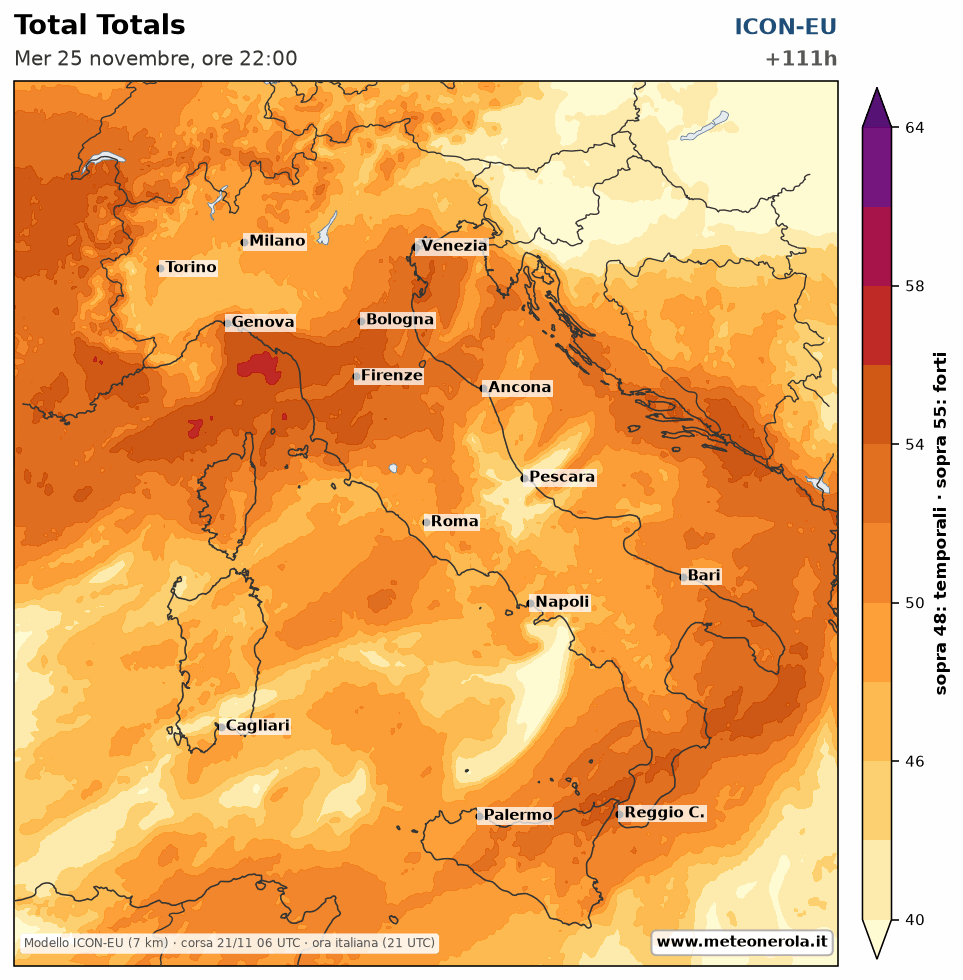 Total Totals
ICON-EU
Mer 25 novembre, ore 22:00
+111h
64
58
54
50
46
40
sopra 48: temporali · sopra 55: forti
Milano
Venezia
Torino
Genova
Bologna
Firenze
Ancona
Pescara
Roma
Bari
Napoli
Cagliari
Palermo
Reggio C.
Modello ICON-EU (7 km) · corsa 21/11 06 UTC · ora italiana (21 UTC)
www.meteonerola.it